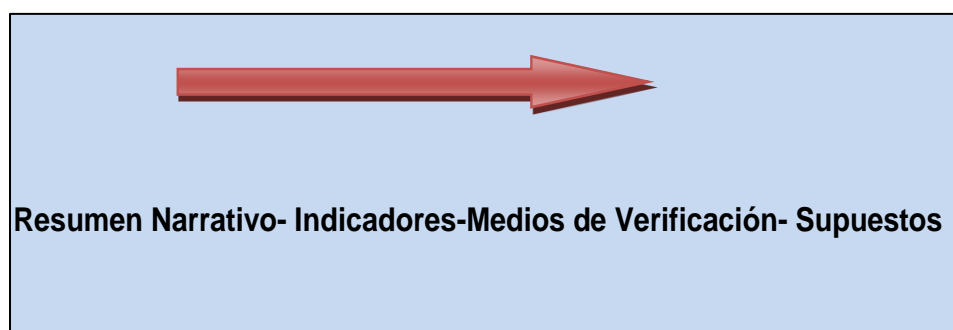 Resumen Narrativo- Indicadores-Medios de Verificación- Supuestos